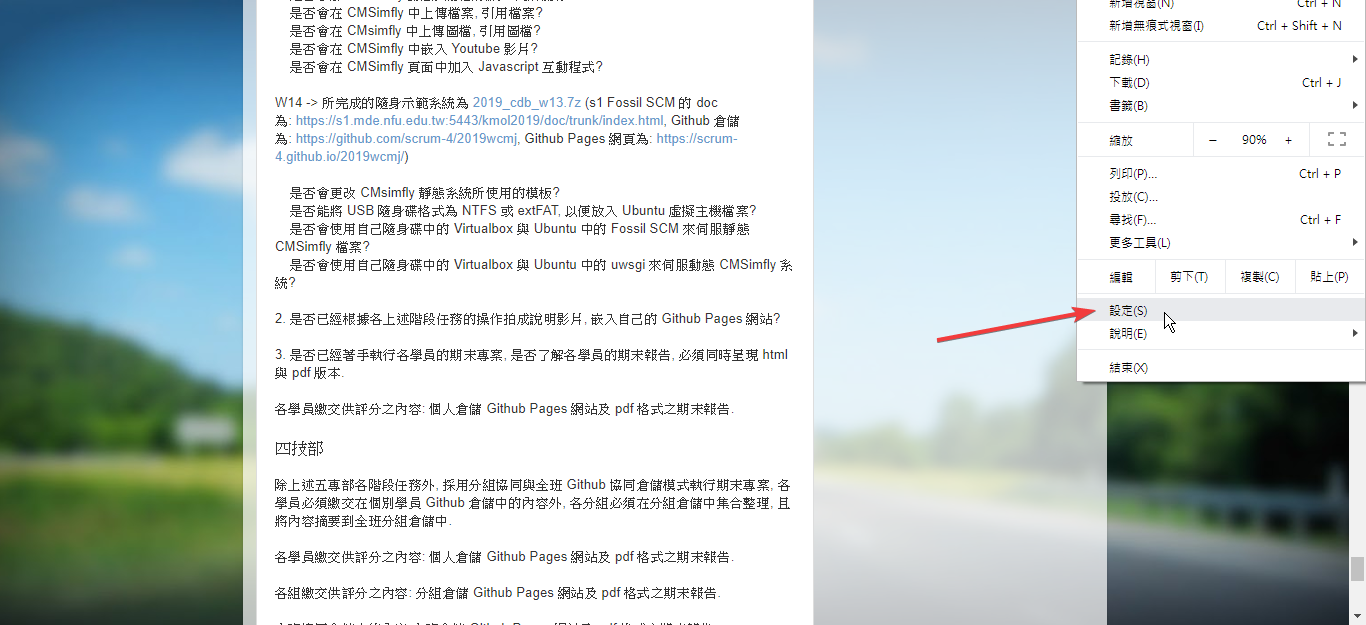 是否會在 CMSimfly 中上傳檔案, 引用檔案?
是否會在 CMsimfly 中上傳圖檔, 引用圖檔?
是否會在 CMSimfly 中嵌入 Youtube 影片?
是否會在 CMSimfly 頁面中加入 Javascript 互動程式?
W14 -> 所完成的隨身示範系統為 2019_cdb_w13.7z (s1 Fossil SCM 的 doc
為: https://s1.mde.nfu.edu.tw:5443/kmol2019/doc/trunk/index.html, Github 倉儲
為: https://github.com/scrum-4/2019wcmj, Github Pages 網頁為: https://scrum-
4.github.io/2019wcmj/)
是否會更改 CMsimfly 靜態系統所使用的模板?
是否能將 USB 隨身碟格式為 NTFS 或 extFAT, 以便放入 Ubuntu 虛擬主機檔案?
是否會使用自己隨身碟中的 Virtualbox 與 Ubuntu 中的 Fossil SCM 來伺服靜態
CMSimfly 檔案?
是否會使用自己隨身碟中的 Virtualbox 與 Ubuntu 中的 uwsgi 來伺服動態 CMSimfly 系
統?
2. 是否已經根據各上述階段任務的操作拍成說明影片, 嵌入自己的 Github Pages 網站?
3. 是否已經著手執行各學員的期末專案, 是否了解各學員的期末報告, 必須同時呈現 html
與 pdf 版本.
各學員繳交供評分之內容: 個人倉儲 Github Pages 網站及 pdf 格式之期末報告.
四技部
除上述五專部各階段任務外, 採用分組協同與全班 Github 協同倉儲模式執行期末專案, 各
學員必須繳交在個別學員 Github 倉儲中的內容外, 各分組必須在分組倉儲中集合整理, 且
將內容摘要到全班分組倉儲中.
各學員繳交供評分之內容: 個人倉儲 Github Pages 網站及 pdf 格式之期末報告.
各組繳交供評分之內容: 分組倉儲 Github Pages 網站及 pdf 格式之期末報告.
新增視窗(N) Ctrl + N
新增無痕式視窗(I) Ctrl + Shift + N
記錄(H)
下載(D) Ctrl + J
書籤(B)
縮放 − 90% +
列印(P)... Ctrl + P
投放(C)...
尋找(F)... Ctrl + F
更多工具(L)
編輯 剪下(T) 複製(C) 貼上(P)
設定(S)
說明(E)
結束(X)